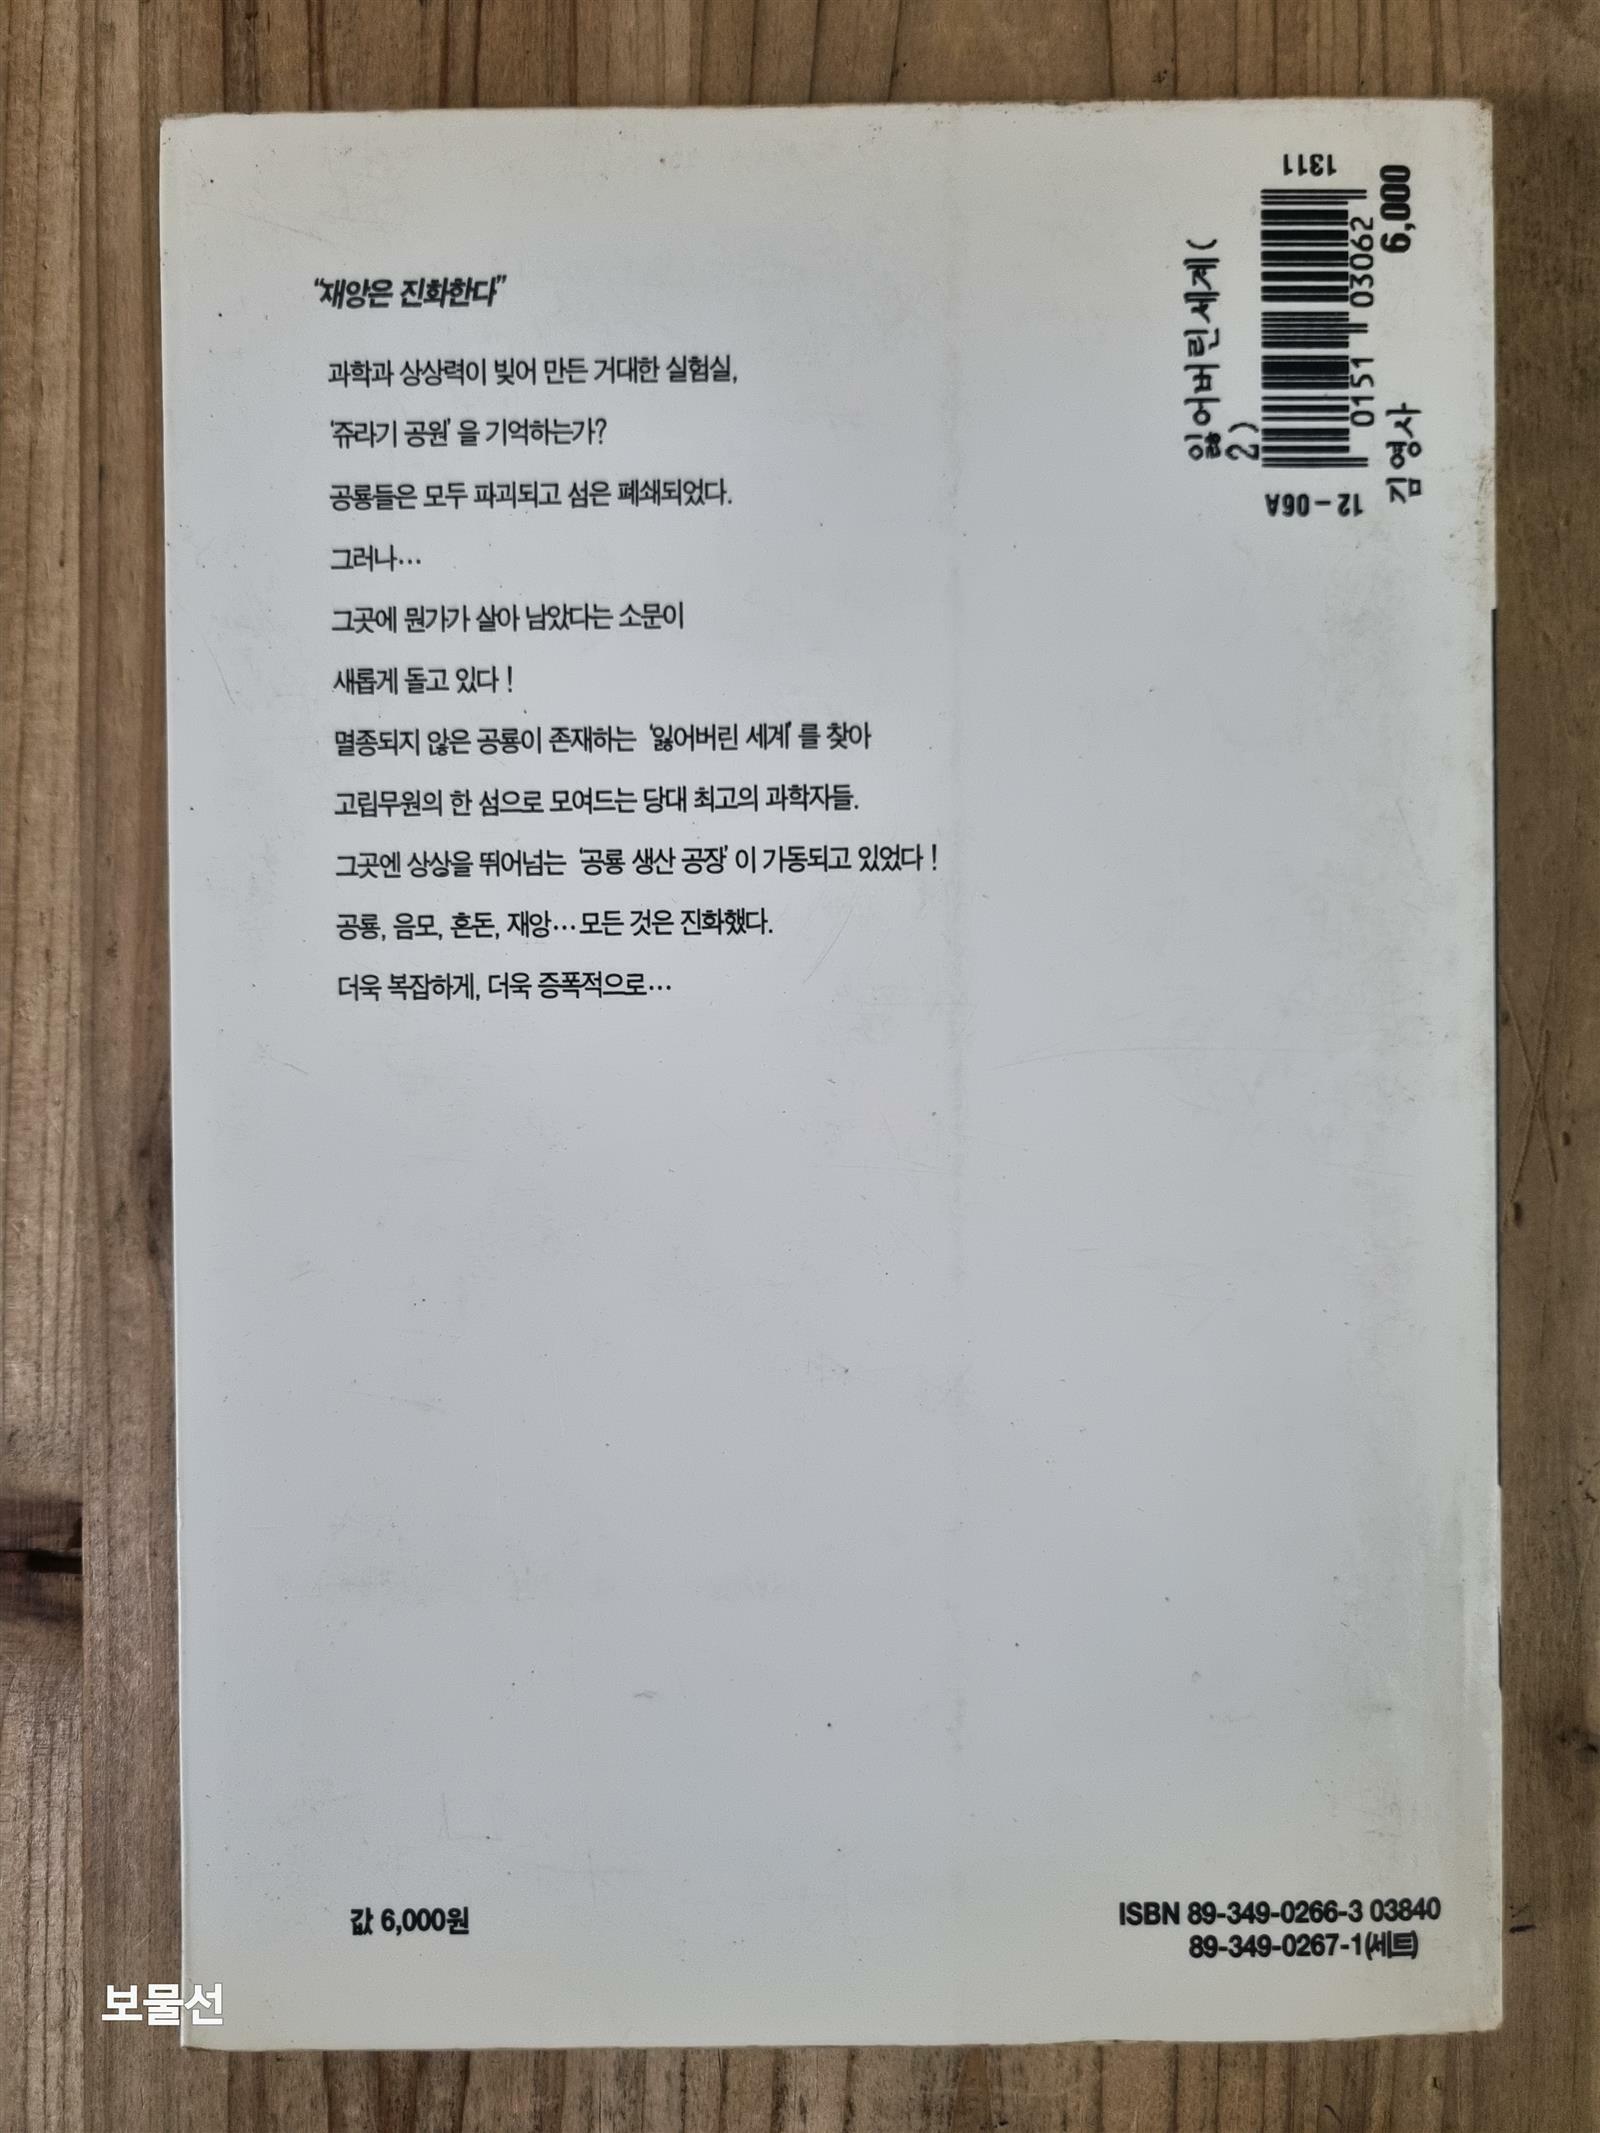 “재앙은 진화한다”
과학과 상상력이 빚어 만든 거대한 실험실,
‘쥬라기 공원’을 기억하는가?
공룡들은 모두 파괴되고 섬은 폐쇄되었다.
그러나…
그곳에 뭔가가 살아 남았다는 소문이
새롭게 돌고 있다 !
멸종되지 않은 공룡이 존재하는 ‘잃어버린 세계’를 찾아
고립무원의 한 섬으로 모여드는 당대 최고의 과학자들.
그곳엔 상상을 뛰어넘는 ‘공룡 생산 공장’이 가동되고 있었다 !
공룡, 음모, 혼돈, 재앙…모든 것은 진화했다.
더욱 복잡하게, 더욱 증폭적으로…
잃어버린세계(
2)
12-06A
1311
0151 03062
김영사 6,000
값 6,000원
ISBN 89-349-0266-3 03840
89-349-0267-1(세트)
보물선